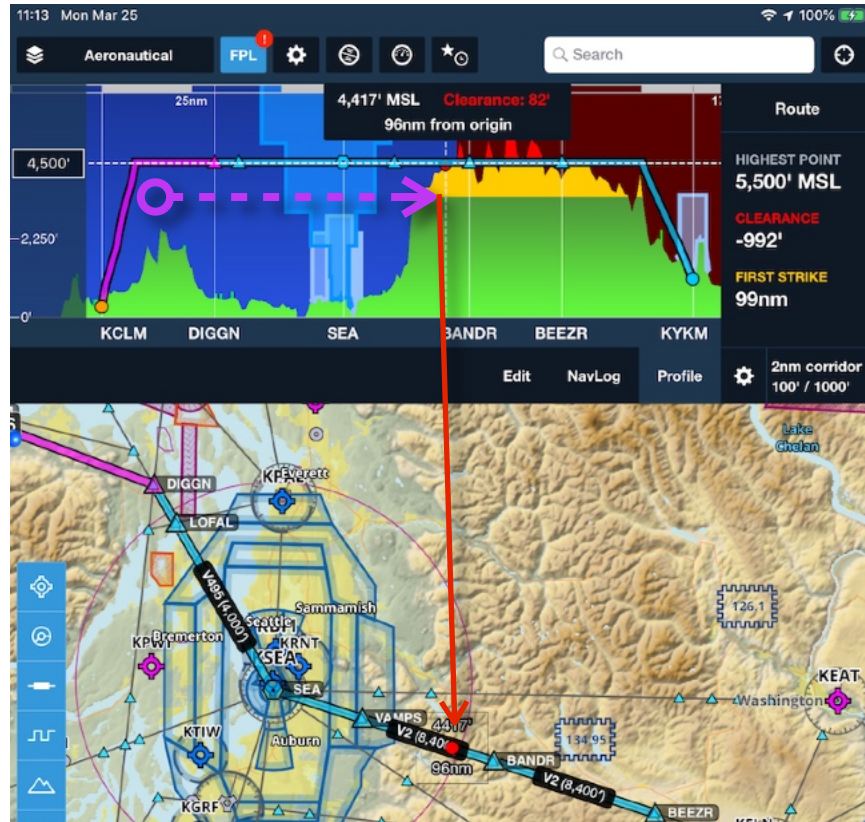 11:13 Mon Mar 25
100%
Aeronautical
FPL
!
Search
25nm
4,417' MSL Clearance: 82'
96nm from origin
17
4,500'
2,250'
0'
KCLM DIGGN SEA BANDR BEEZR KYKM
Route
HIGHEST POINT
5,500' MSL
CLEARANCE
-992'
FIRST STRIKE
99nm
Edit NavLog Profile
2nm corridor
100' / 1000'
Lake
Chelan
DIGGN
Everett
LOFAL
V495 (4,000')
Sammamish
Seattle
126.1
Bremerton
KRNT
KSEA
KEAT
SEA
Washington
VAMPS
4417'
KTIW
V2 (8,400')
134.95
Auburn
96nm
BANDR
V2 (8,400')
KGRF
BEEZR